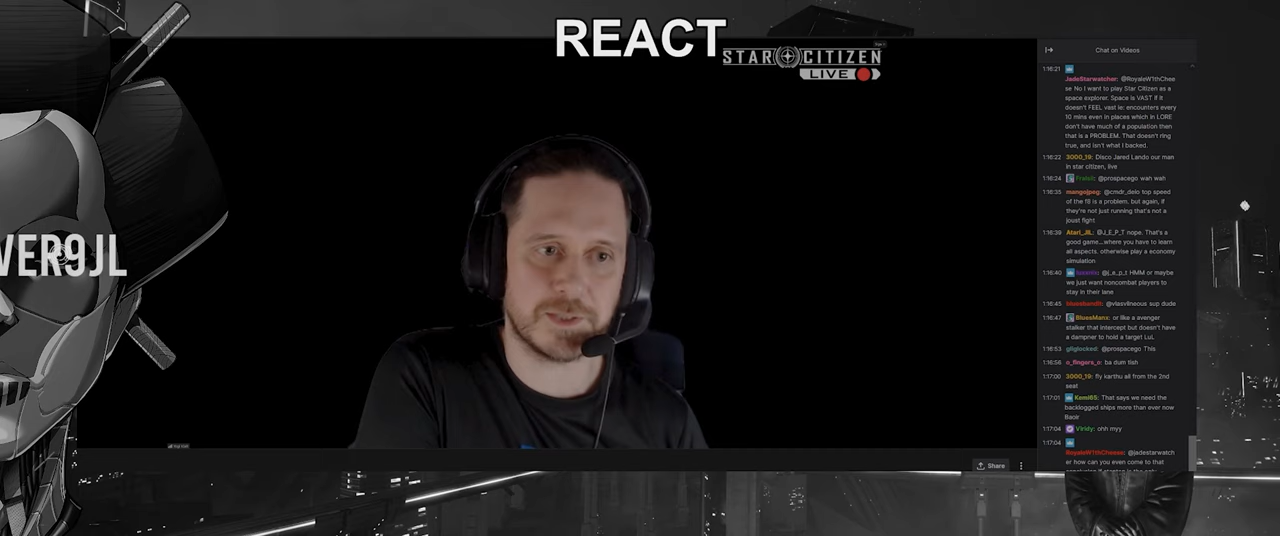 REACT
STAR CITIZEN
LIVE
VER9JL
Chat on Videos
1:16:21
JadeStarwatcher: @RoyaleW1thChee
se No I want to play Star Citizen as a
space explorer. Space is VAST if it
doesn't FEEL vast ie: encounters every
10 mins even in places which in LORE
don't have much of a population than
that is a PROBLEM. That doesn't ring
true, and isn't what I backed.
1:16:22 3000_19: Disco Jared Lando our man
in star citizen, live
1:16:24 @prospacego wah wah
1:16:35 mangojpeg: @cmdr_delo top speed
of the f8 is a problem. but again, if
they're not just running that's not a
joust fight
1:16:39 Atari_JIL: @J_E_P_T nope. That's a
good game...where you have to learn
all aspects. otherwise play a economy
simulation
1:16:40 @j_e_p_t HMM or maybe
we just want noncombat players to
stay in their lane
1:16:45 @vlasvilneous sup dude
1:16:47 BluesManx: or like a avenger
stalker that intercept but doesn't have
a dampner to hold a target LuL
1:16:53 gliglocked: @prospacego This
1:16:56 o_fingers_o: ba dum tish
1:17:00 3000_19: fly karthu all from the 2nd
seat
1:17:01 Kemi65: That says we need the
backlogged ships more than ever now
Baoir
1:17:04 Viridy: ohh myy
1:17:04
RoyaleW1thCheese: @jadestarwatch
er how can you even come to that
Share